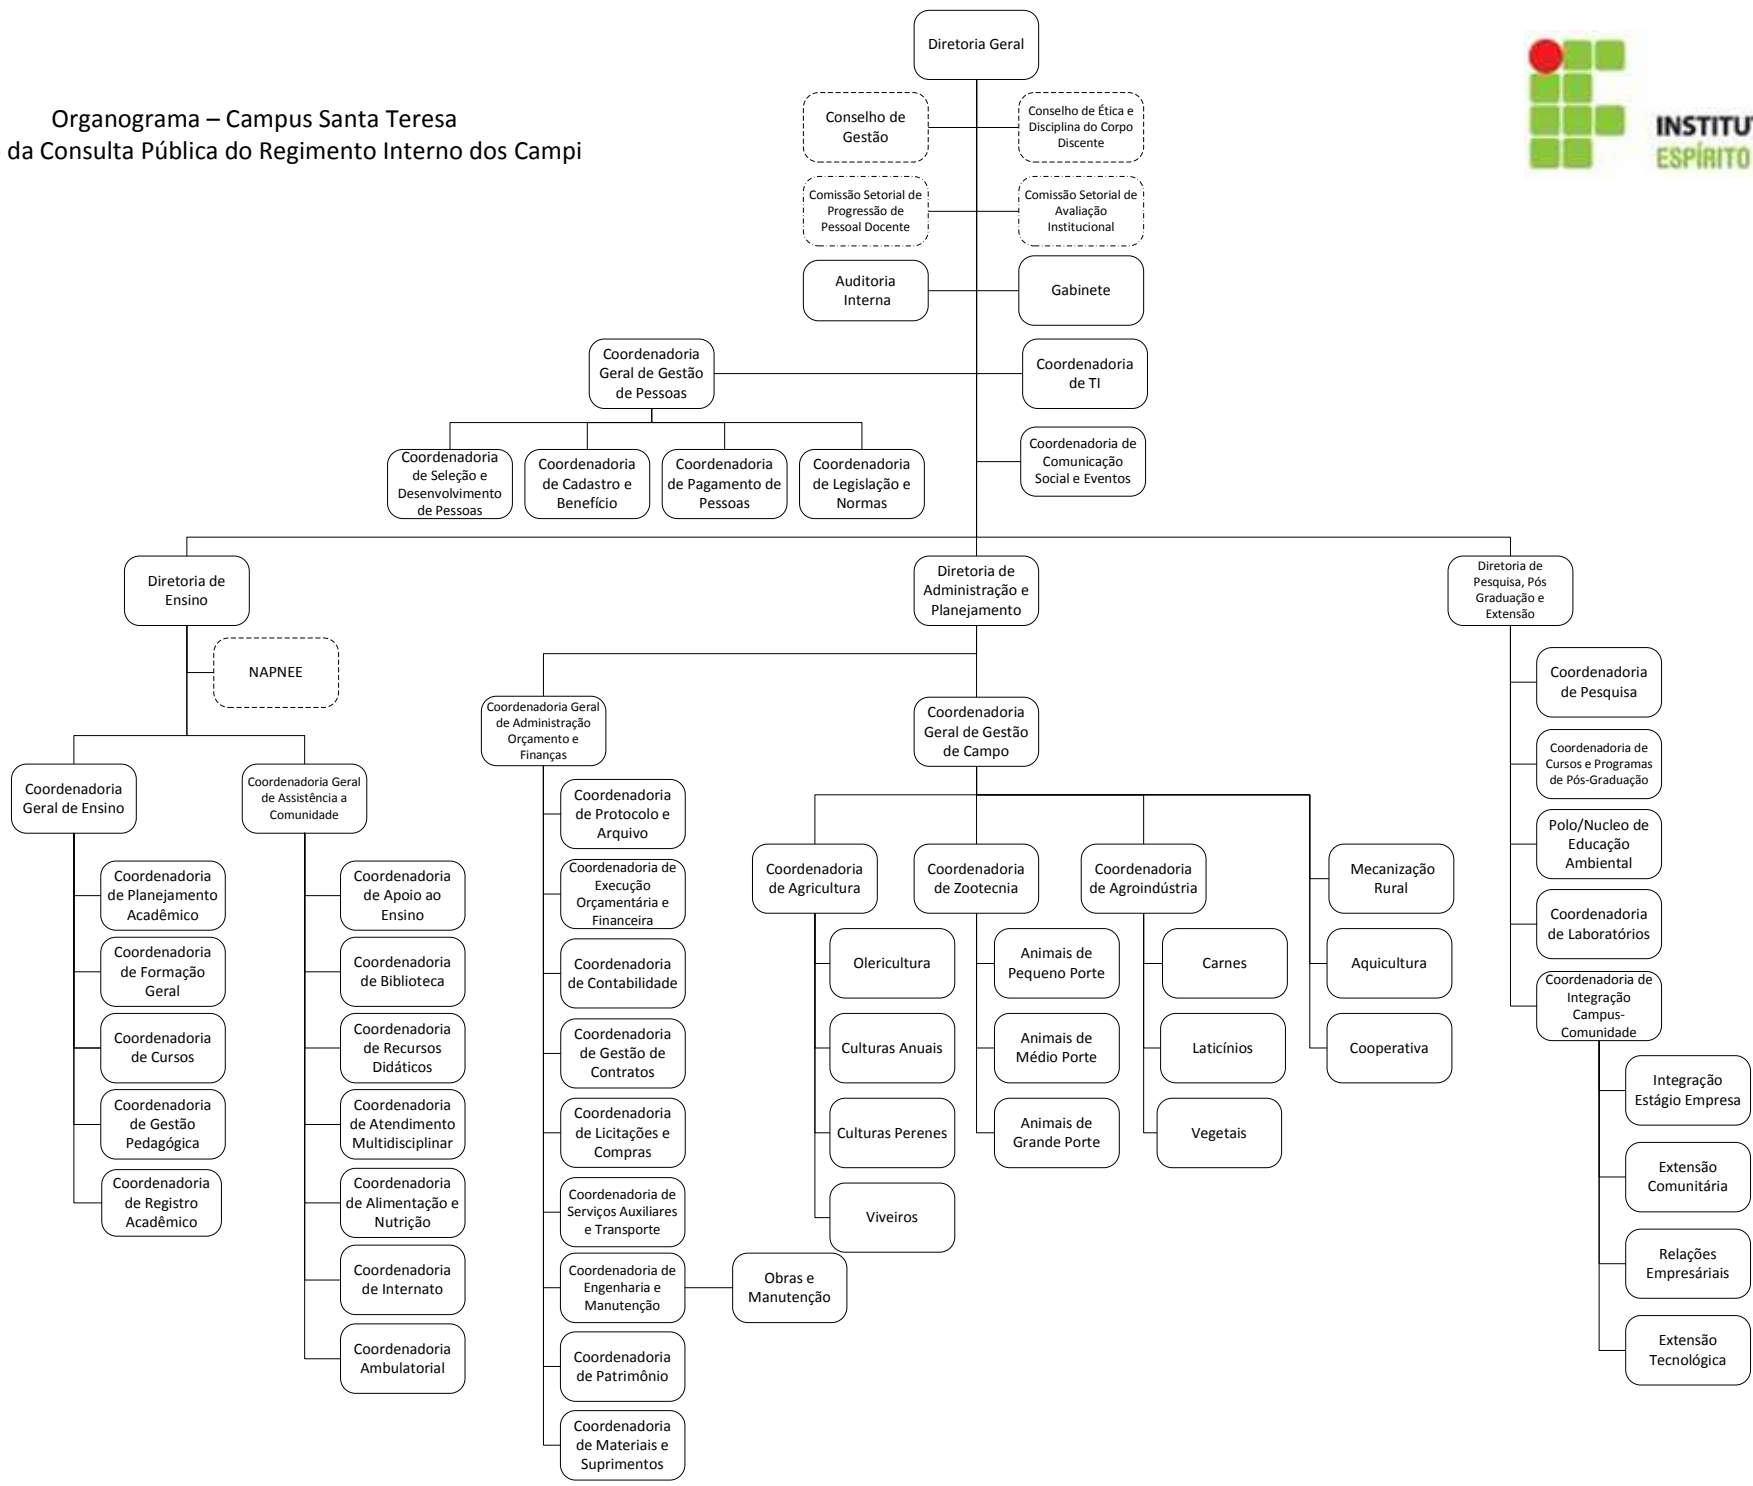 Diretoria Geral
Organograma – Campus Santa Teresa
da Consulta Pública do Regimento Interno dos Campi
INSTITU
ESPÍRITO
Conselho de
Gestão
Conselho de Ética e
Disciplina do Corpo
Discente
Comissão Setorial de
Progressão de
Pessoal Docente
Comissão Setorial de
Avaliação
Institucional
Auditoria
Interna
Gabinete
Coordenadoria
Geral de Gestão
de Pessoas
Coordenadoria
de TI
Coordenadoria de
Comunicação
Social e Eventos
Coordenadoria
de Seleção e
Desenvolvimento
de Pessoas
Coordenadoria
de Cadastro e
Benefício
Coordenadoria
de Pagamento de
Pessoas
Coordenadoria
de Legislação e
Normas
Diretoria de
Ensino
Diretoria de
Administração e
Planejamento
Diretoria de
Pesquisa, Pós
Graduação e
Extensão
NAPNEE
Coordenadoria
Geral de Ensino
Coordenadoria Geral
de Assistência a
Comunidade
Coordenadoria Geral
de Administração
Orçamento e
Finanças
Coordenadoria
Geral de Gestão
de Campo
Coordenadoria
de Planejamento
Acadêmico
Coordenadoria
de Formação
Geral
Coordenadoria
de Cursos
Coordenadoria
de Gestão
Pedagógica
Coordenadoria
de Registro
Acadêmico
Coordenadoria
de Apoio ao
Ensino
Coordenadoria
de Biblioteca
Coordenadoria
de Recursos
Didáticos
Coordenadoria
de Atendimento
Multidisciplinar
Coordenadoria
de Alimentação e
Nutrição
Coordenadoria
de Internato
Coordenadoria
Ambulatorial
Coordenadoria
de Protocolo e
Arquivo
Coordenadoria de
Execução
Orçamentária e
Financeira
Coordenadoria
de Contabilidade
Coordenadoria
de Gestão de
Contratos
Coordenadoria
de Licitações e
Compras
Coordenadoria de
Serviços Auxiliares
e Transporte
Coordenadoria de
Engenharia e
Manutenção
Obras e
Manutenção
Coordenadoria
de Patrimônio
Coordenadoria
de Materiais e
Suprimentos
Coordenadoria
de Agricultura
Olericultura
Culturas Anuais
Culturas Perenes
Viveiros
Coordenadoria
de Zootecnia
Animais de
Pequeno Porte
Animais de
Médio Porte
Animais de
Grande Porte
Coordenadoria
de Agroindústria
Carnes
Laticínios
Vegetais
Mecanização
Rural
Aquicultura
Cooperativa
Coordenadoria
de Pesquisa
Coordenadoria de
Cursos e Programas
de Pós-Graduação
Polo/Nucleo de
Educação
Ambiental
Coordenadoria
de Laboratórios
Coordenadoria de
Integração
Campus-
Comunidade
Integração
Estágio Empresa
Extensão
Comunitária
Relações
Empresáriais
Extensão
Tecnológica